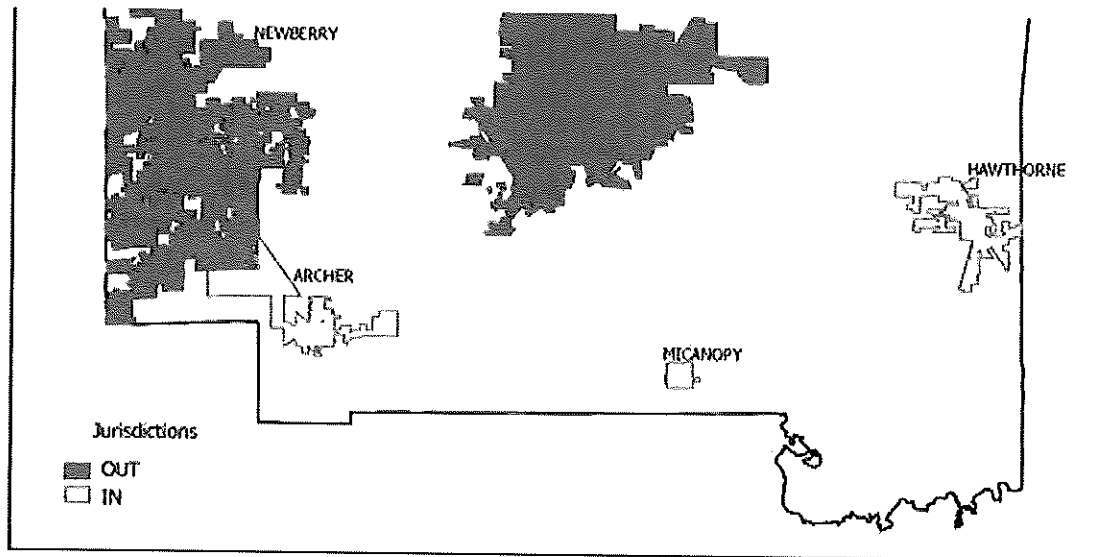 NEWBERRY
HAWTHORNE
ARCHER
MICANOPY
Jurisdictions
OUT
IN